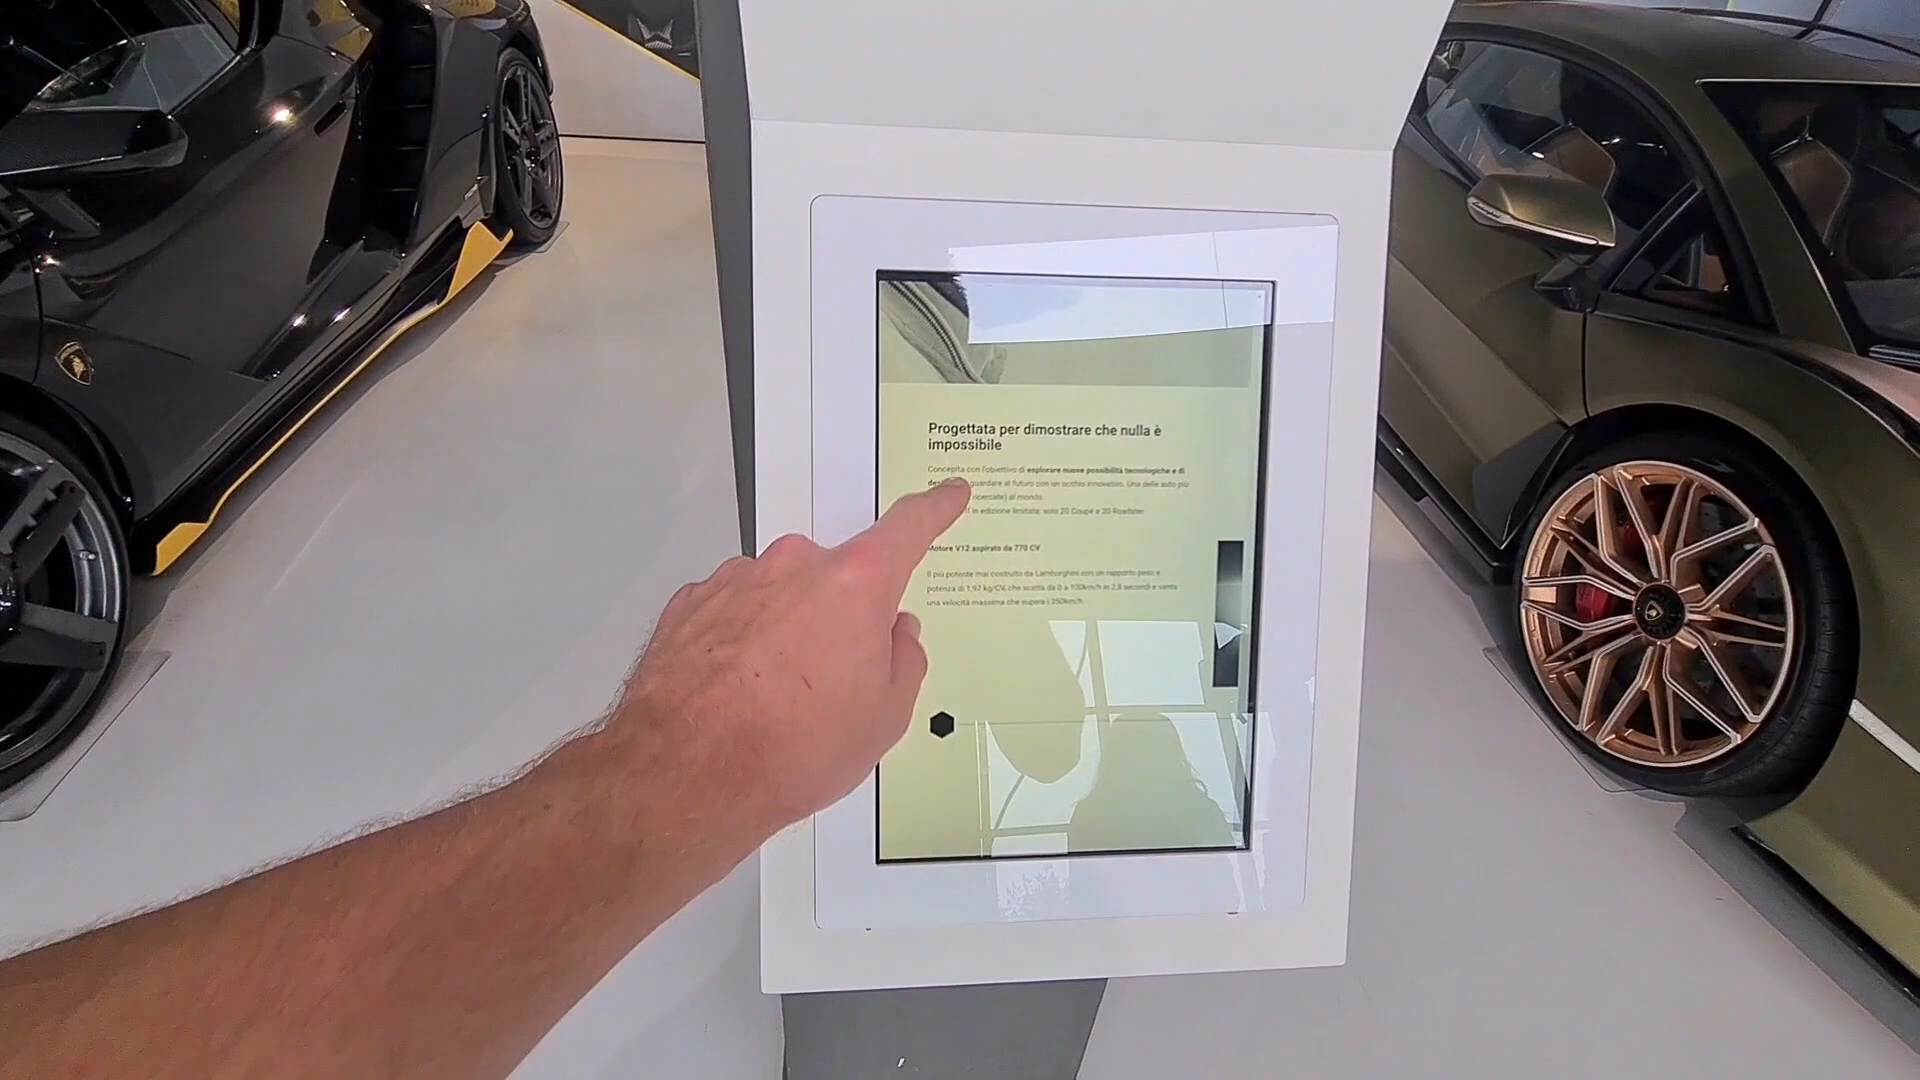 Progettata per dimostrare che nulla è
impossibile
Concepita con l'obiettivo di esplorare nuove possibilità tecnologiche e di
guardare al futuro con un occhio innovativo. Una delle auto più
ricercate) al mondo.
in edizione limitata: solo 20 Coupé e 20 Roadster.
Motore V12 aspirato da 770 CV
Il più potente mai costruito da Lamborghini con un rapporto peso e
potenza di 1,97 kg/CV, che scatta da 0 a 100km/h in 2,8 secondi e vanta
una velocità massima che supera i 350km/h.